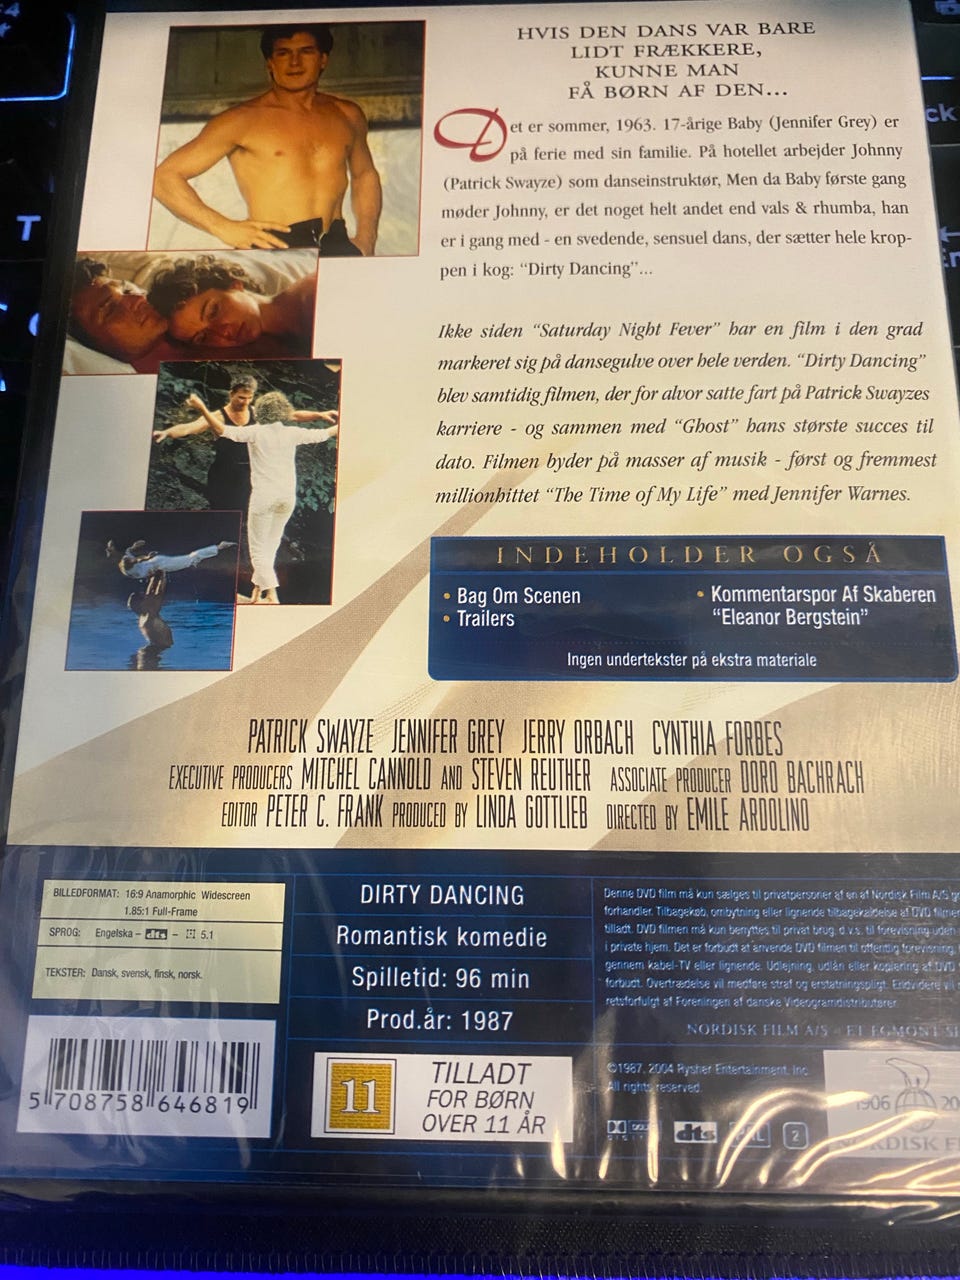 HVIS DEN DANS VAR BARE
LIDT FRÆKKERE,
KUNNE MAN
FÅ BØRN AF DEN...
Det er sommer, 1963. 17-årige Baby (Jennifer Grey) er
på ferie med sin familie. På hotellet arbejder Johnny
(Patrick Swayze) som danseinstruktør, Men da Baby første gang
møder Johnny, er det noget helt andet end vals & rhumba, han
er i gang med - en svedende, sensuel dans, der sætter hele krop-
pen i kog: “Dirty Dancing”...
Ikke siden “Saturday Night Fever” har en film i den grad
markeret sig på dansegulve over hele verden. “Dirty Dancing”
blev samtidig filmen, der for alvor satte fart på Patrick Swayzes
karriere - og sammen med “Ghost” hans største succes til
dato. Filmen byder på masser af musik - først og fremmest
millionhittet “The Time of My Life” med Jennifer Warnes.
INDEHOLDER OGSÅ
• Bag Om Scenen
• Trailers
• Kommentarspor Af Skaberen
“Eleanor Bergstein”
Ingen undertekster på ekstra materiale
PATRICK SWAYZE JENNIFER GREY JERRY ORBACH CYNTHIA FORBES
EXECUTIVE PRODUCERS MITCHEL CANNOLD AND STEVEN REUTHER ASSOCIATE PRODUCER DORO BACHRACH
EDITOR PETER C. FRANK PRODUCED BY LINDA GOTTLIEB DIRECTED BY EMILE ARDOLINO
BILLEDFORMAT: 16:9 Anamorphic Widescreen
1.85:1 Full-Frame
SPROG: Engelska - dts - 5.1
TEKSTER: Dansk, svensk, finsk, norsk.
5 708758 646819
DIRTY DANCING
Romantisk komedie
Spilletid: 96 min
Prod.år: 1987
11
TILLADT
FOR BØRN
OVER 11 ÅR
Denne DVD film må kun sælges til privatpersoner af en af Nordisk Film A/S
forhandler. Tilbagekøb, ombytning eller lignende tilbagekaldelse af DVD filmen
tilladt. DVD filmen må kun benyttes til privat brug, d.v.s. til forevisning uden
i private hjem. Det er forbudt at anvende DVD filmen til offentlig forevisning,
gennem kabel-TV eller lignende. Udlejning, udlån eller kopiering af DVD
forbudt. Overtrædelse vil medføre straf og erstatningspligt. Endvidere vil
retsforfulgt af Foreningen af danske Videogramdistributører.
NORDISK FILM A/S - ET EGMONT
©1987, 2004 Rysher Entertainment, Inc.
All rights reserved.
dts
2
1906 20
NORDISK F